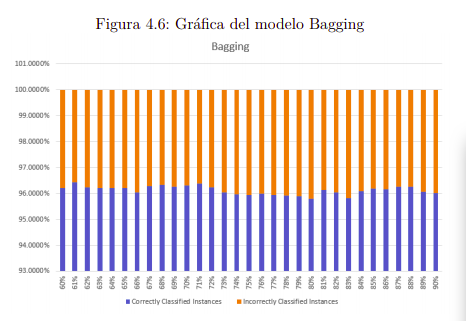 Figura 4.6: Gráfica del modelo Bagging
Bagging
101.0000%
100.0000%
99.0000%
98.0000%
97.0000%
96.0000%
95.0000%
94.0000%
93.0000%
60% 61% 62% 63% 64% 65% 66% 67% 68% 69% 70% 71% 72% 73% 74% 75% 76% 77% 78% 79% 80% 81% 82% 83% 84% 85% 86% 87% 88% 89% 90%
Correctly Classified Instances Incorrectly Classified Instances